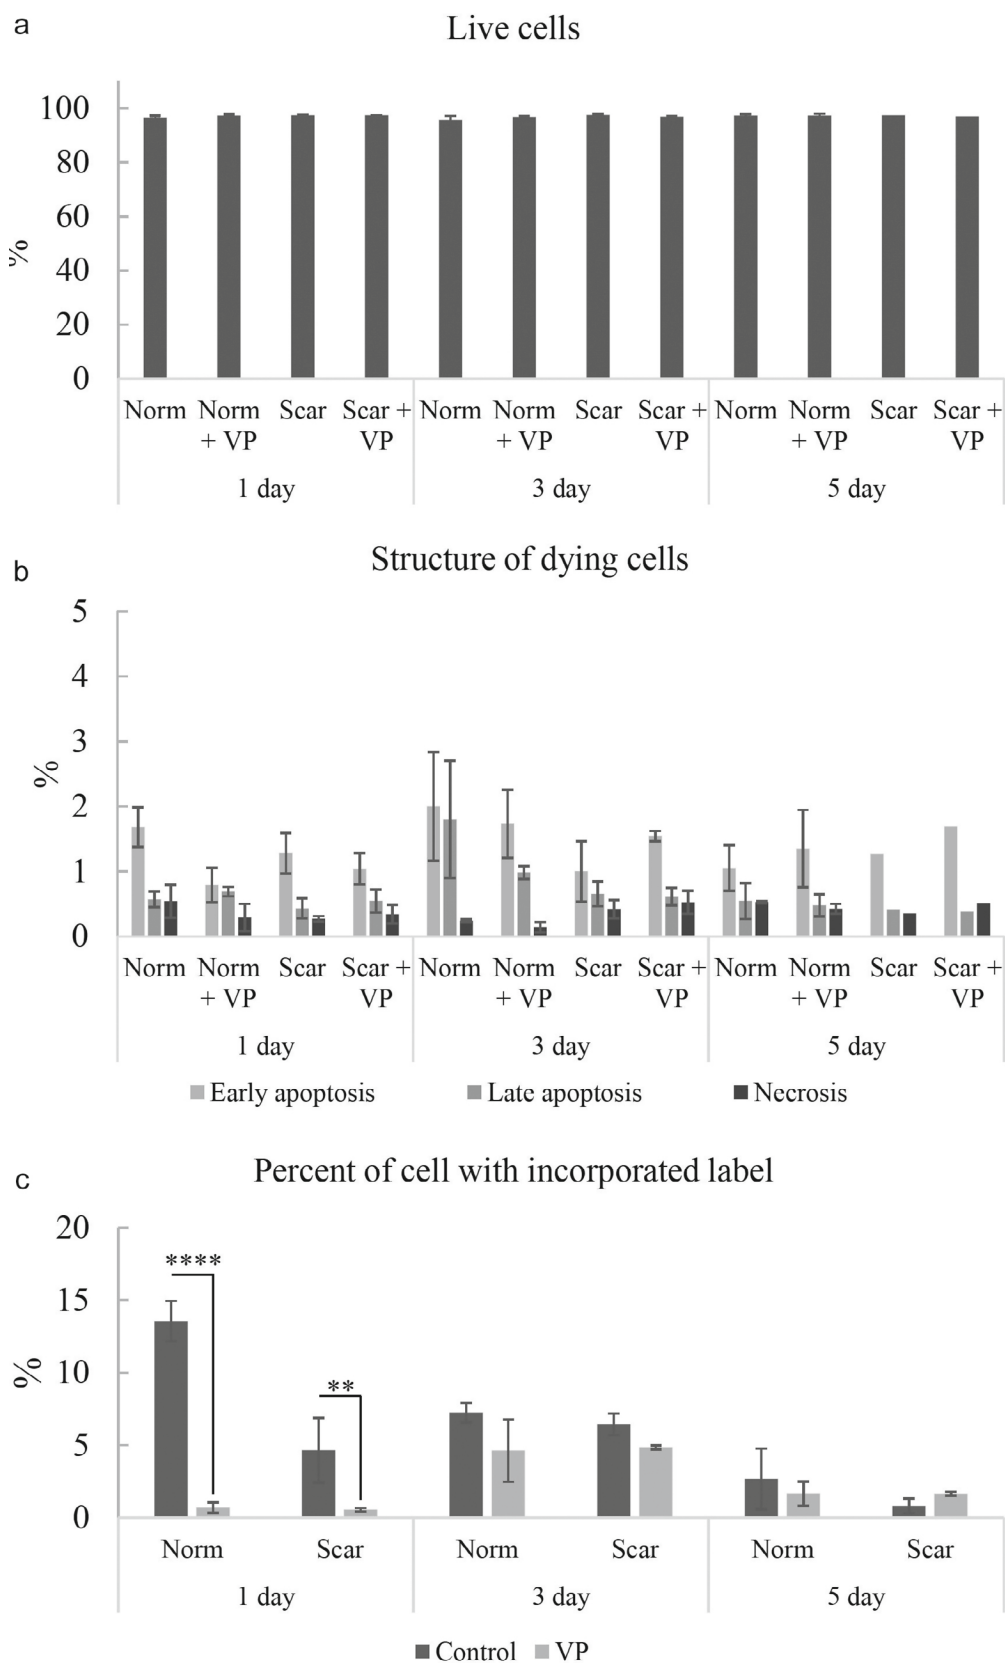 a
Live cells
100
80
60
40
20
0
%
Norm Norm + VP Scar Scar + VP Norm Norm + VP Scar Scar + VP Norm Norm + VP Scar Scar + VP
1 day 3 day 5 day
b
Structure of dying cells
5
4
3
2
1
0
%
Norm Norm + VP Scar Scar + VP Norm Norm + VP Scar Scar + VP Norm Norm + VP Scar Scar + VP
1 day 3 day 5 day
Early apoptosis Late apoptosis Necrosis
c
Percent of cell with incorporated label
20
15
10
5
0
%
****
**
Norm Scar Norm Scar Norm Scar
1 day 3 day 5 day
Control VP